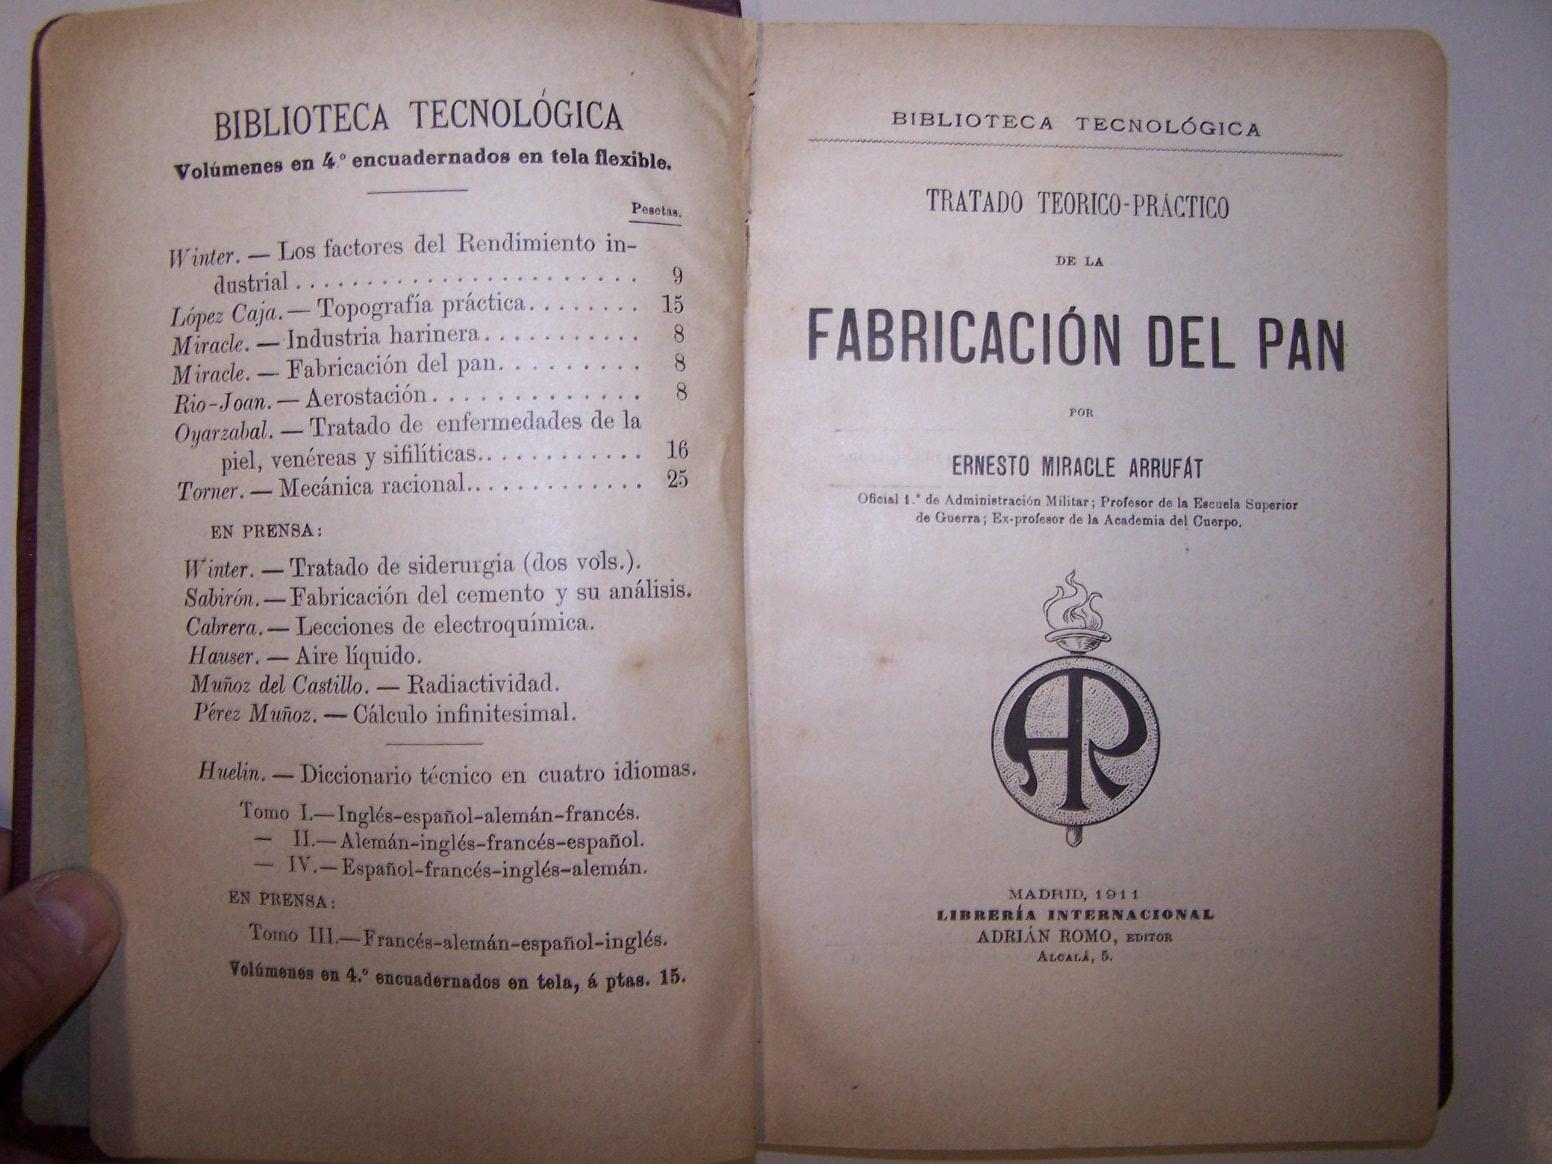 BIBLIOTECA TECNOLÓGICA
Volúmenes en 4.º encuadernados en tela flexible.
Pesetas.
Winter. — Los factores del Rendimiento in-
dustrial . . . . . . . . . . . . . . . . . . . . . . . . 9
López Caja. — Topografía práctica. . . . . . . . 15
Miracle. — Industria harinera. . . . . . . . . . . 8
Miracle. — Fabricación del pan. . . . . . . . . 8
Rio-Joan. — Aerostación . . . . . . . . . . . . . 8
Oyarzabal. — Tratado de enfermedades de la
piel, venéreas y sifilíticas. . . . . . . . . . . . 16
Torner. — Mecánica racional. . . . . . . . . . . . 25
EN PRENSA:
Winter. — Tratado de siderurgia (dos vols.).
Sabirón. — Fabricación del cemento y su análisis.
Cabrera. — Lecciones de electroquímica.
Hauser. — Aire líquido.
Muñoz del Castillo. — Radiactividad.
Pérez Muñoz. — Cálculo infinitesimal.
Huelin. — Diccionario técnico en cuatro idiomas.
Tomo I.—Inglés-español-alemán-francés.
— II.—Alemán-inglés-francés-español.
— IV.—Español-francés-inglés-alemán.
EN PRENSA:
Tomo III.—Francés-alemán-español-inglés.
Volúmenes en 4.º encuadernados en tela, á ptas. 15.
BIBLIOTECA TECNOLÓGICA
TRATADO TEORICO-PRÁCTICO
DE LA
FABRICACIÓN DEL PAN
POR
ERNESTO MIRACLE ARRUFÁT
Oficial 1.º de Administración Militar; Profesor de la Escuela Superior
de Guerra; Ex-profesor de la Academia del Cuerpo.
AR
MADRID, 1911
LIBRERÍA INTERNACIONAL
ADRIÁN ROMO, EDITOR
ALCALÁ, 5.